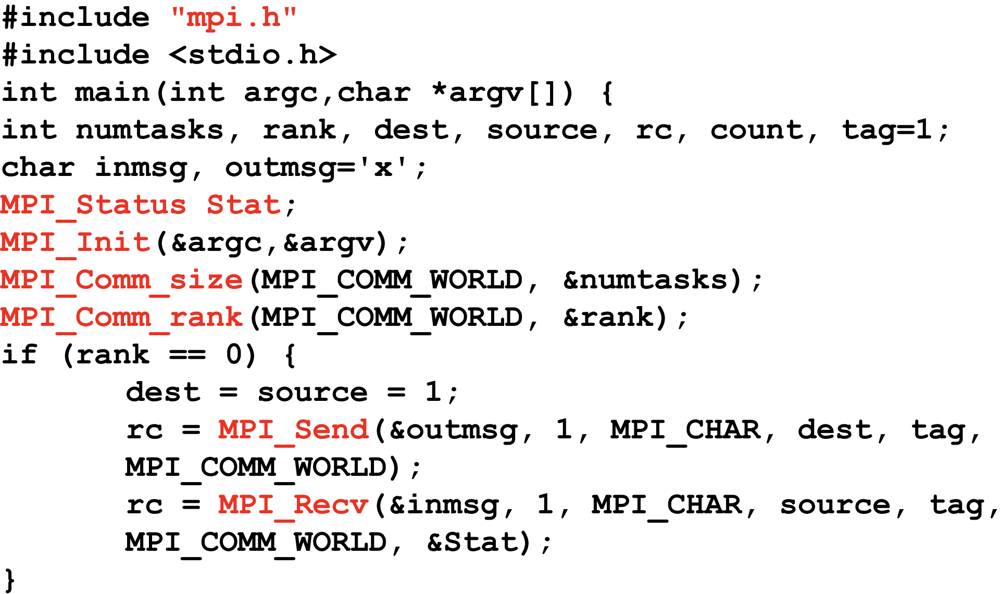 #include "mpi.h"
#include <stdio.h>
int main(int argc,char *argv[]) {
int numtasks, rank, dest, source, rc, count, tag=1;
char inmsg, outmsg='x';
MPI_Status Stat;
MPI_Init(&argc,&argv);
MPI_Comm_size(MPI_COMM_WORLD, &numtasks);
MPI_Comm_rank(MPI_COMM_WORLD, &rank);
if (rank == 0) {
dest = source = 1;
rc = MPI_Send(&outmsg, 1, MPI_CHAR, dest, tag,
MPI_COMM_WORLD);
rc = MPI_Recv(&inmsg, 1, MPI_CHAR, source, tag,
MPI_COMM_WORLD, &Stat);
}